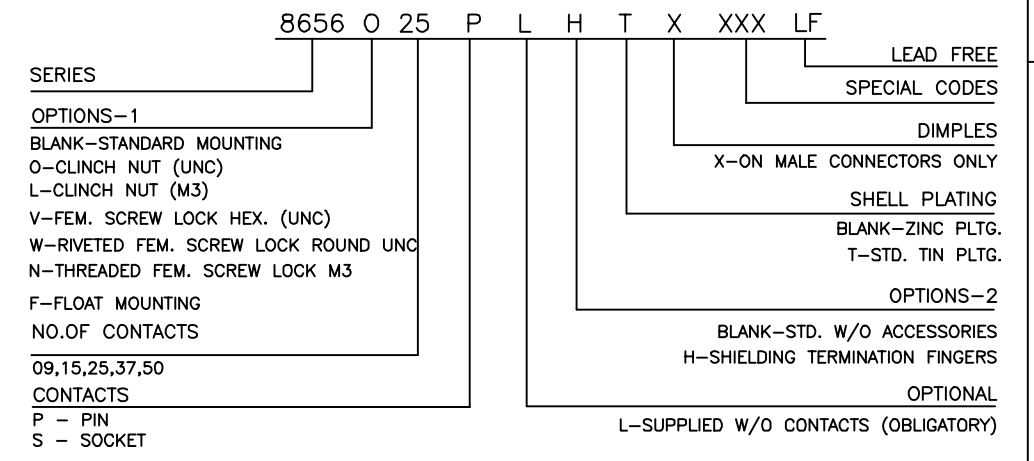 8656 O 25 P L H T X XXX LF
SERIES
OPTIONS-1
BLANK-STANDARD MOUNTING
O-CLINCH NUT (UNC)
L-CLINCH NUT (M3)
V-FEM. SCREW LOCK HEX. (UNC)
W-RIVETED FEM. SCREW LOCK ROUND UNC
N-THREADED FEM. SCREW LOCK M3
F-FLOAT MOUNTING
NO.OF CONTACTS
09,15,25,37,50
CONTACTS
P - PIN
S - SOCKET
LEAD FREE
SPECIAL CODES
DIMPLES
X-ON MALE CONNECTORS ONLY
SHELL PLATING
BLANK-ZINC PLTG.
T-STD. TIN PLTG.
OPTIONS-2
BLANK-STD. W/O ACCESSORIES
H-SHIELDING TERMINATION FINGERS
OPTIONAL
L-SUPPLIED W/O CONTACTS (OBLIGATORY)